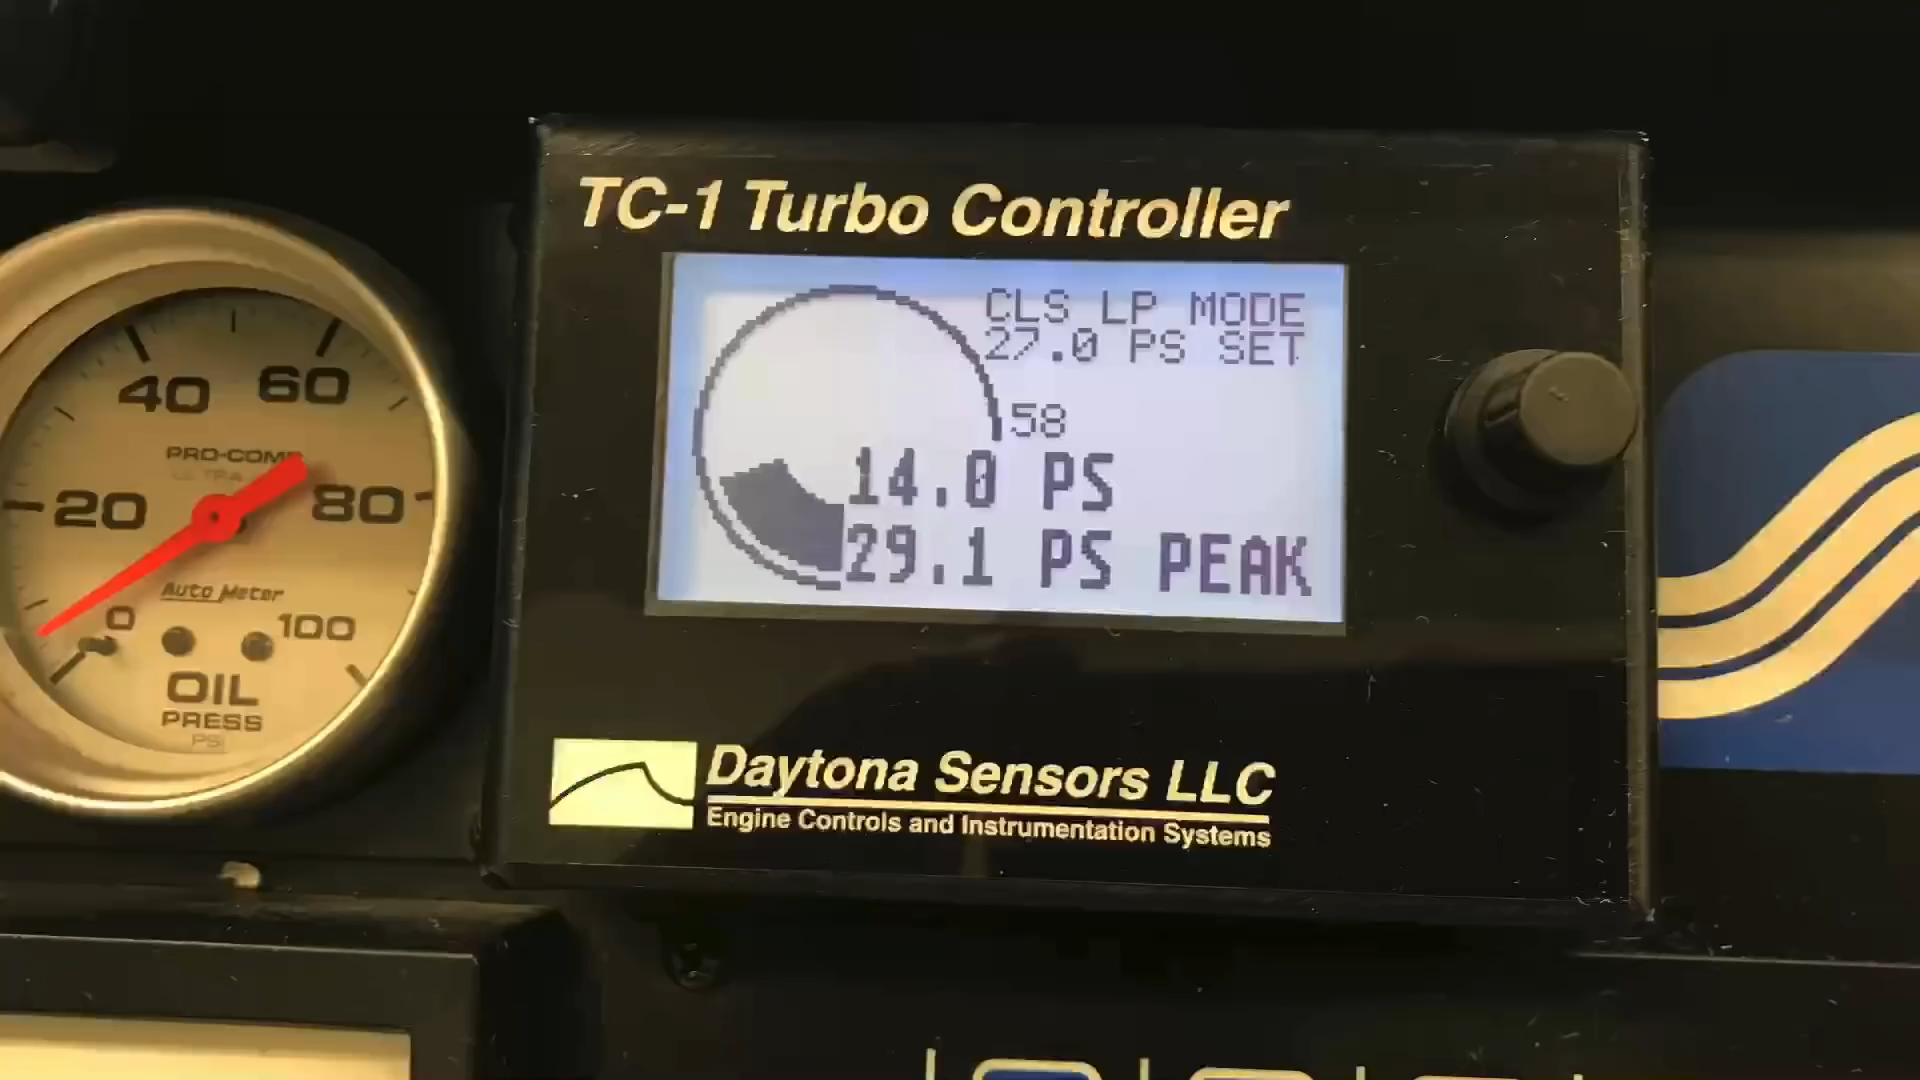 TC-1 Turbo Controller
CLS LP MODE
27.0 PS SET
58
14.0 PS
29.1 PS PEAK
Daytona Sensors LLC
Engine Controls and Instrumentation Systems
40 60
PRO-COMP
ULTRA
20 80
Auto Meter
0 100
OIL
PRESS
PSI